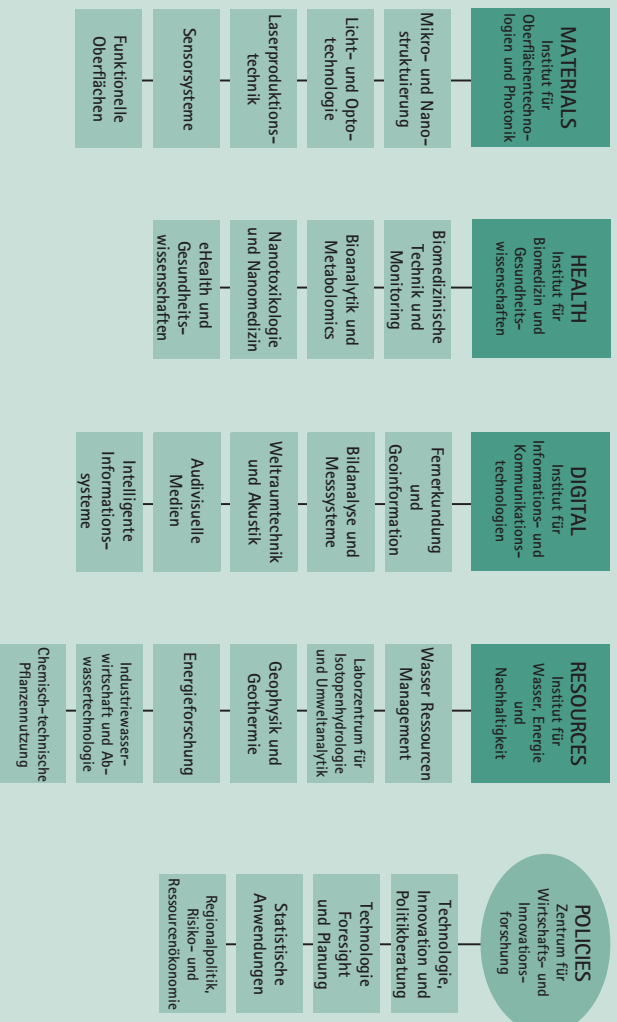 MATERIALS
Institut für
Oberflächentechno-
logien und Photonik
Mikro- und Nano-
strukturierung
Licht- und Opto-
technologie
Laserproduktions-
technik
Sensorsysteme
Funktionelle
Oberflächen
HEALTH
Institut für
Biomedizin und
Gesundheits-
wissenschaften
Biomedizinische
Technik und
Monitoring
Bioanalytik und
Metabolomics
Nanotoxikologie
und Nanomedizin
eHealth und
Gesundheits-
wissenschaften
DIGITAL
Institut für
Informations- und
Kommunikations-
technologien
Fernerkundung
und
Geoinformation
Bildanalyse und
Messsysteme
Weltraumtechnik
und Akustik
Audivisuelle
Medien
Intelligente
Informations-
systeme
RESOURCES
Institut für
Wasser, Energie
und
Nachhaltigkeit
Wasser Ressourcen
Management
Laborzentrum für
Isotopenhydrologie
und Umweltanalytik
Geophysik und
Geothermie
Energieforschung
Industriewasser-
wirtschaft und Ab-
wassertechnologie
Chemisch-technische
Pflanzennutzung
POLICIES
Zentrum für
Wirtschafts- und
Innovations-
forschung
Technologie,
Innovation und
Politikberatung
Technologie
Foresight
und Planung
Statistische
Anwendungen
Regionalpolitik,
Risiko- und
Ressourcenökonomie